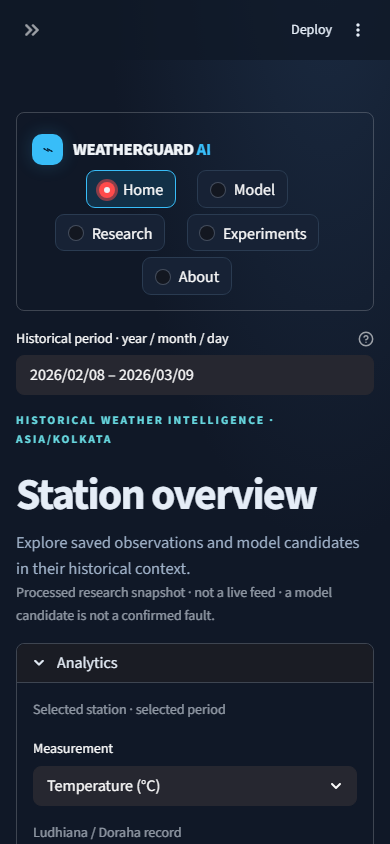 Deploy
WEATHERGUARD AI
Home
Model
Research
Experiments
About
Historical period · year / month / day
2026/02/08 – 2026/03/09
HISTORICAL WEATHER INTELLIGENCE ·
ASIA/KOLKATA
Station overview
Explore saved observations and model candidates
in their historical context.
Processed research snapshot · not a live feed · a model
candidate is not a confirmed fault.
Analytics
Selected station · selected period
Measurement
Temperature (°C)
Ludhiana / Doraha record